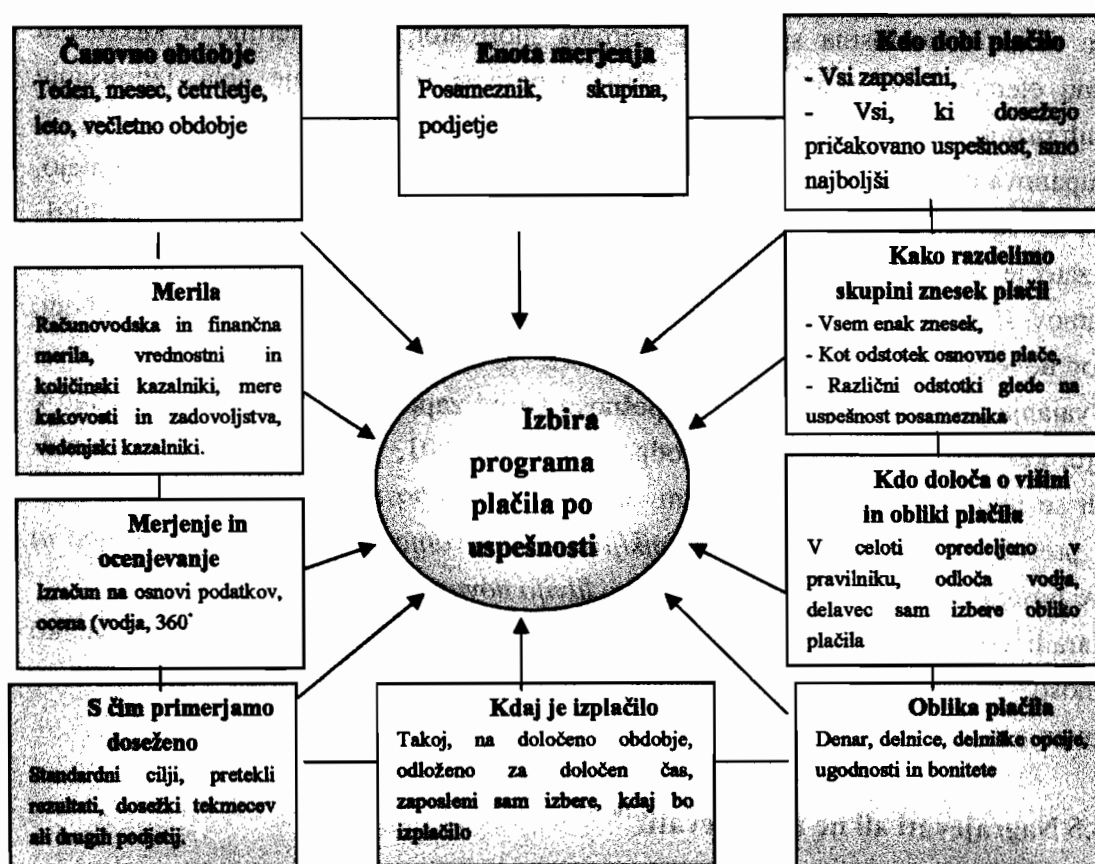 Časovno obdobje
Teden, mesec, četrtletje,
leto, večletno obdobje
Enota merjenja
Posameznik, skupina,
podjetje
Kdo dobi plačilo
- Vsi zaposleni,
- Vsi, ki dosežejo
pričakovano uspešnost, smo
najboljši
Merila
Računovodska in finančna
merila, vrednostni in
količinski kazalniki, mere
kakovosti in zadovoljstva,
vedenjski kazalniki.
Kako razdelimo
skupini znesek plačil
- Vsem enak znesek,
- Kot odstotek osnovne plače,
- Različni odstotki glede na
uspešnost posameznika
Izbira
programa
plačila po
uspešnosti
Merjenje in
ocenjevanje
Izračun na osnovi podatkov,
ocena (vodja, 360°
Kdo določa o višini
in obliki plačila
V celoti opredeljeno v
pravilniku, odloča vodja,
delavec sam izbere obliko
plačila
S čim primerjamo
doseženo
Standardni cilji, pretekli
rezultati, dosežki tekmecev
ali drugih podjetij.
Kdaj je izplačilo
Takoj, na določeno obdobje,
odloženo za določen čas,
zaposleni sam izbere, kdaj bo
izplačilo
Oblika plačila
Denar, delnice, delniške opcije,
ugodnosti in bonitete